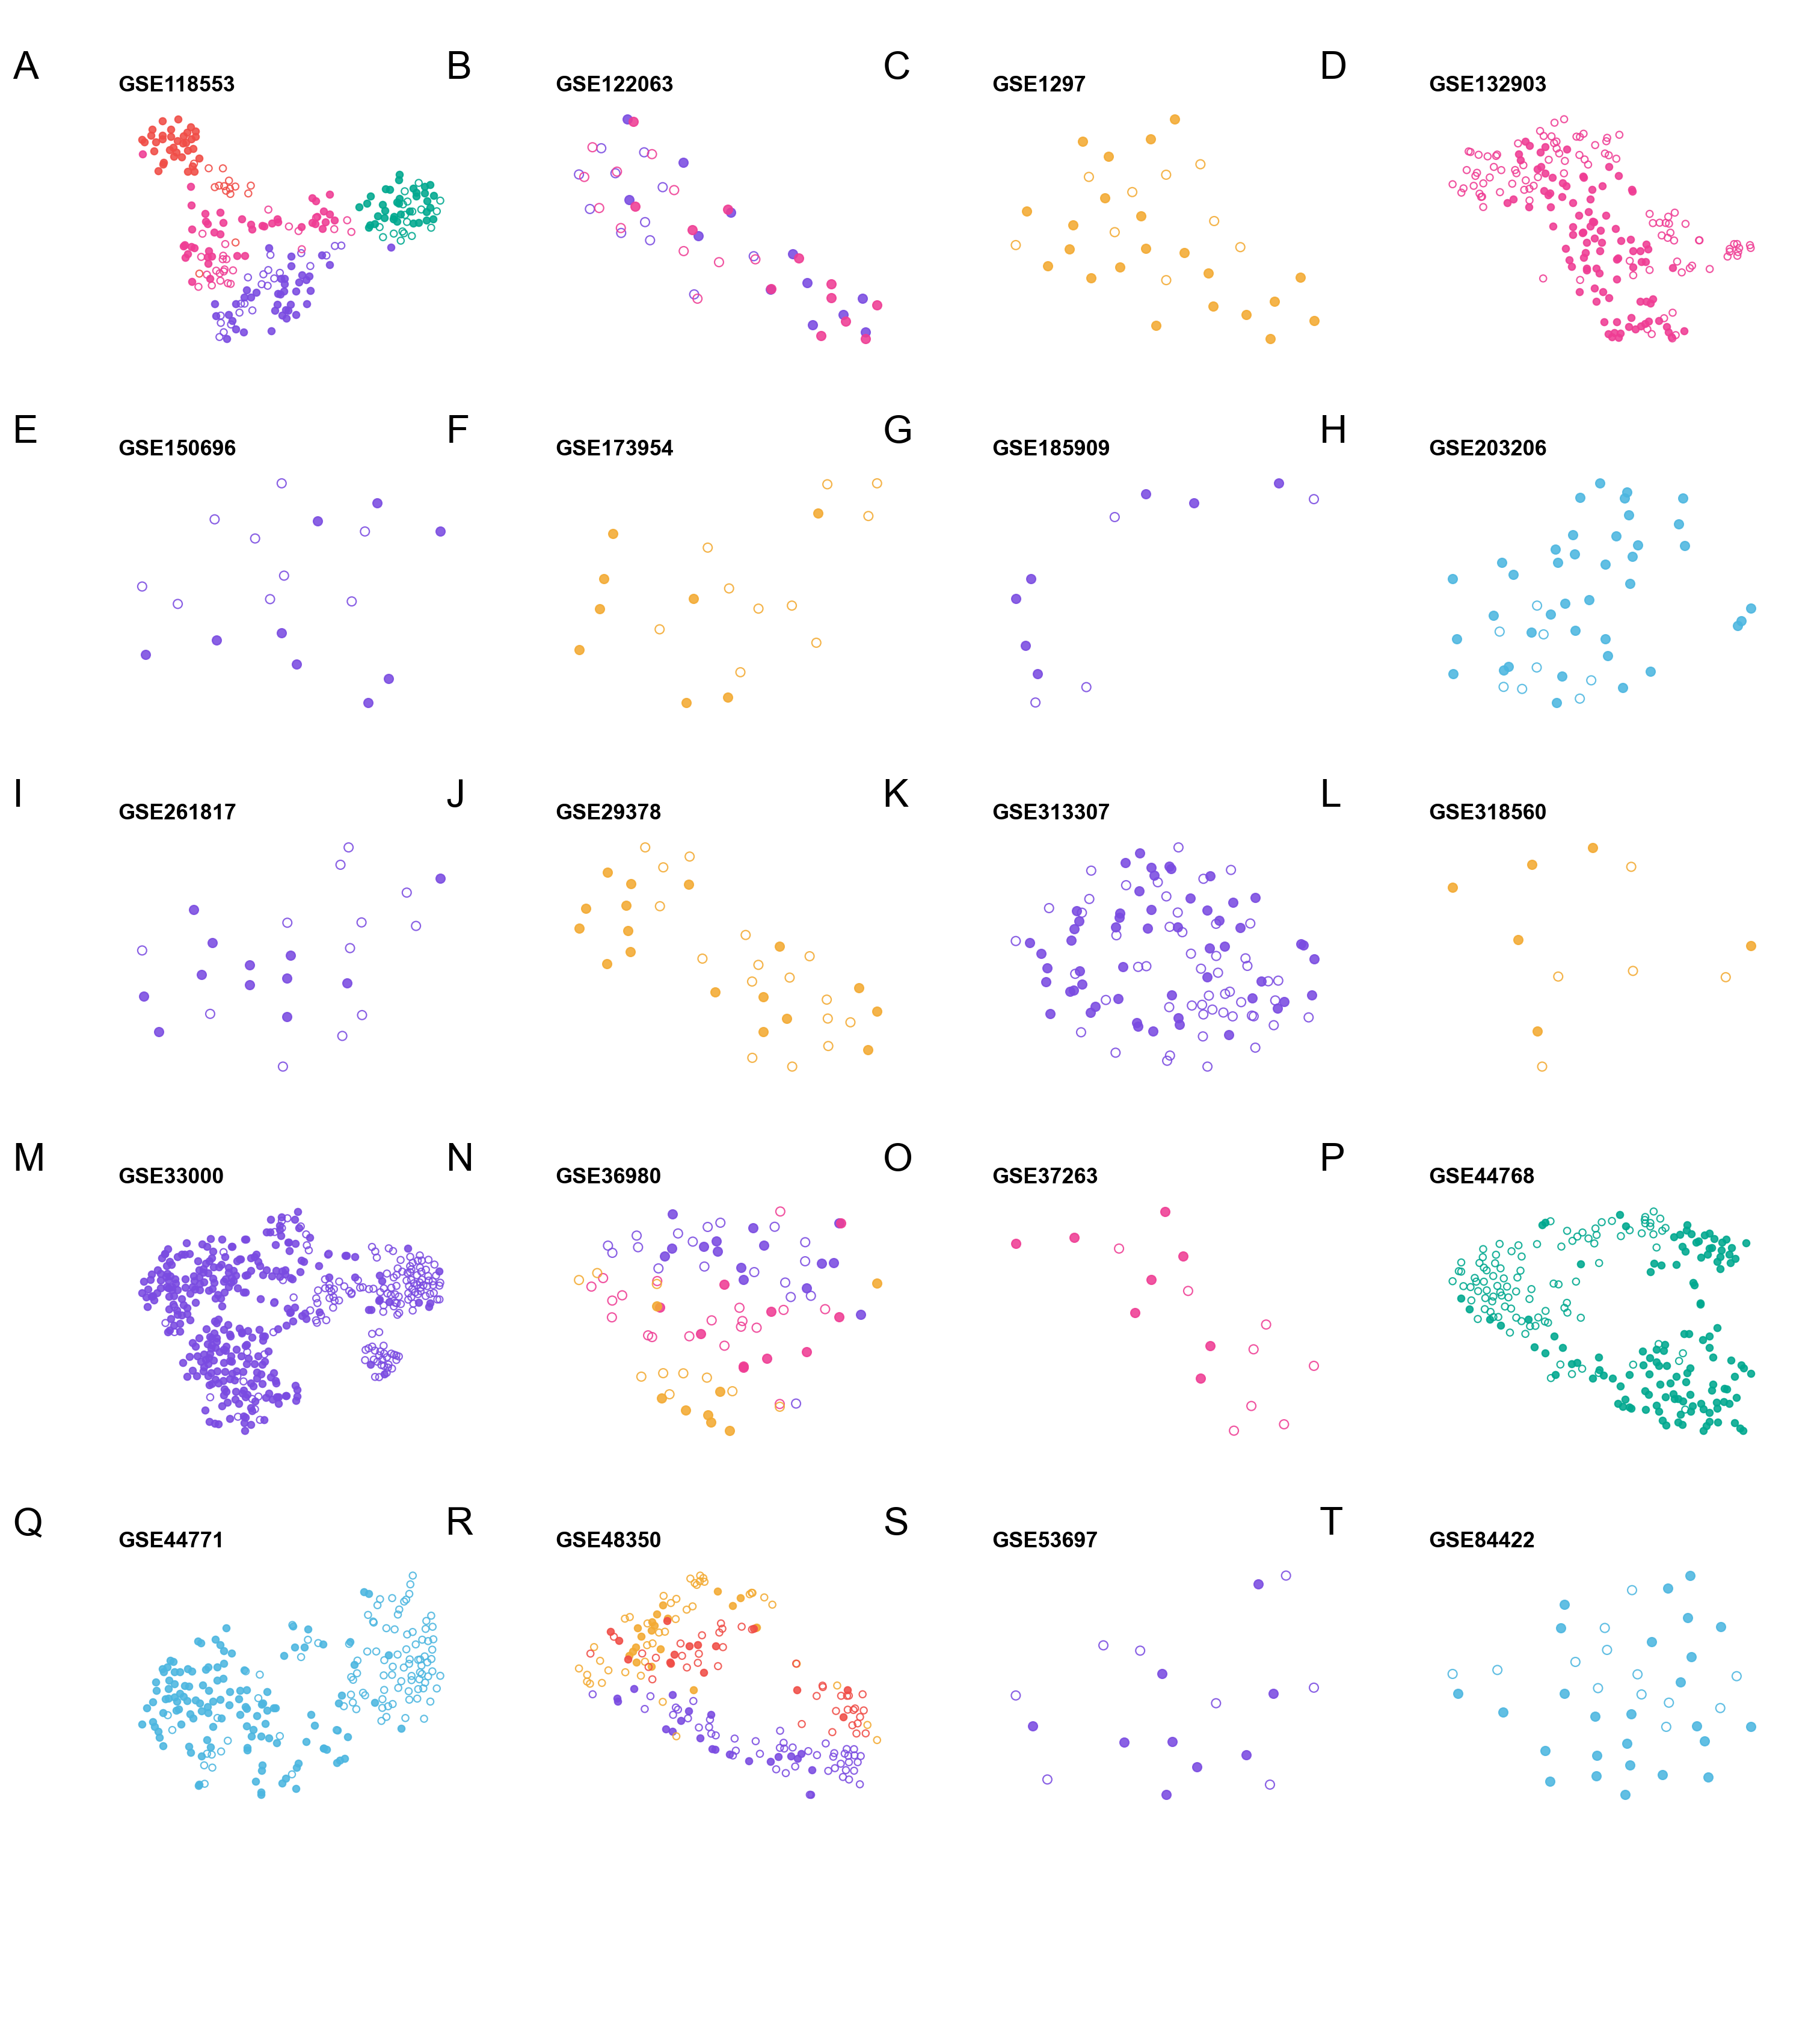 A
GSE118553
B
GSE122063
C
GSE1297
D
GSE132903
E
GSE150696
F
GSE173954
G
GSE185909
H
GSE203206
I
GSE261817
J
GSE29378
K
GSE313307
L
GSE318560
M
GSE33000
N
GSE36980
O
GSE37263
P
GSE44768
Q
GSE44771
R
GSE48350
S
GSE53697
T
GSE84422